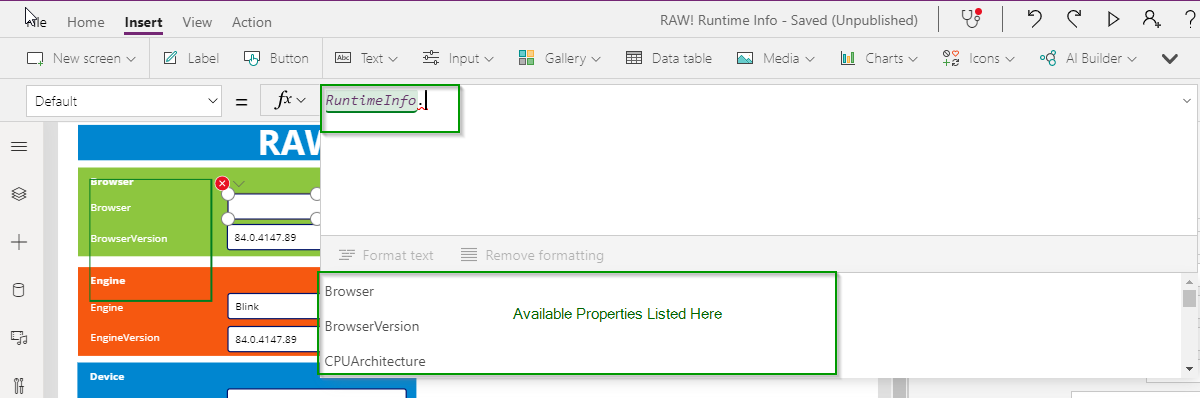 File Home Insert View Action RAW! Runtime Info - Saved (Unpublished) ?
New screen Label Button Abc Text Input Gallery Data table Media Charts Icons AI Builder
Default = fx RuntimeInfo.
RAW
Browser
Browser
BrowserVersion 84.0.4147.89
Format text Remove formatting
Engine
Engine Blink
EngineVersion 84.0.4147.89
Device
Browser
Available Properties Listed Here
BrowserVersion
CPUArchitecture